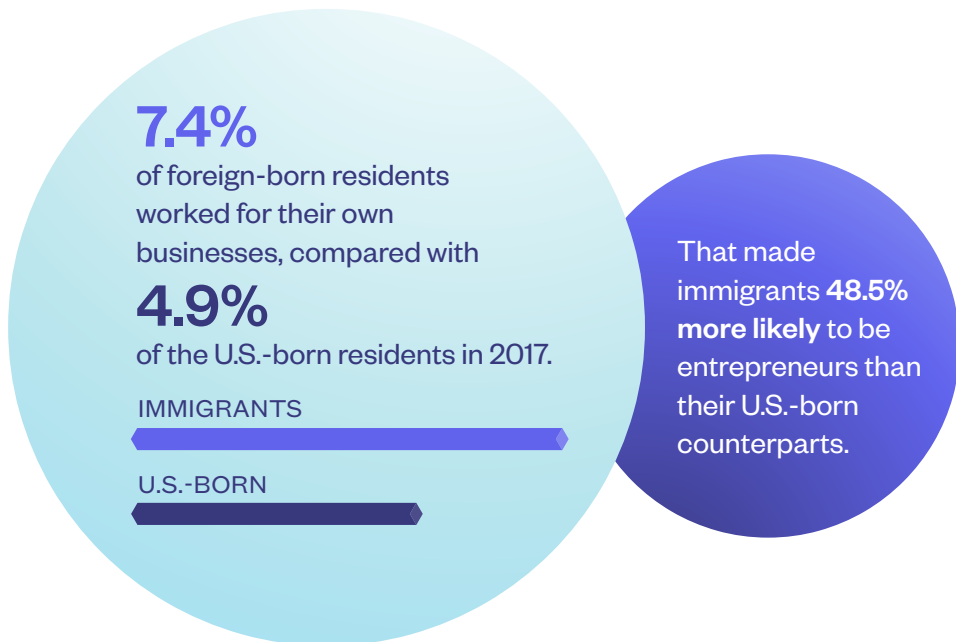 7.4%
of foreign-born residents
worked for their own
businesses, compared with
4.9%
of the U.S.-born residents in 2017.
IMMIGRANTS
U.S.-BORN
That made
immigrants 48.5%
more likely to be
entrepreneurs than
their U.S.-born
counterparts.